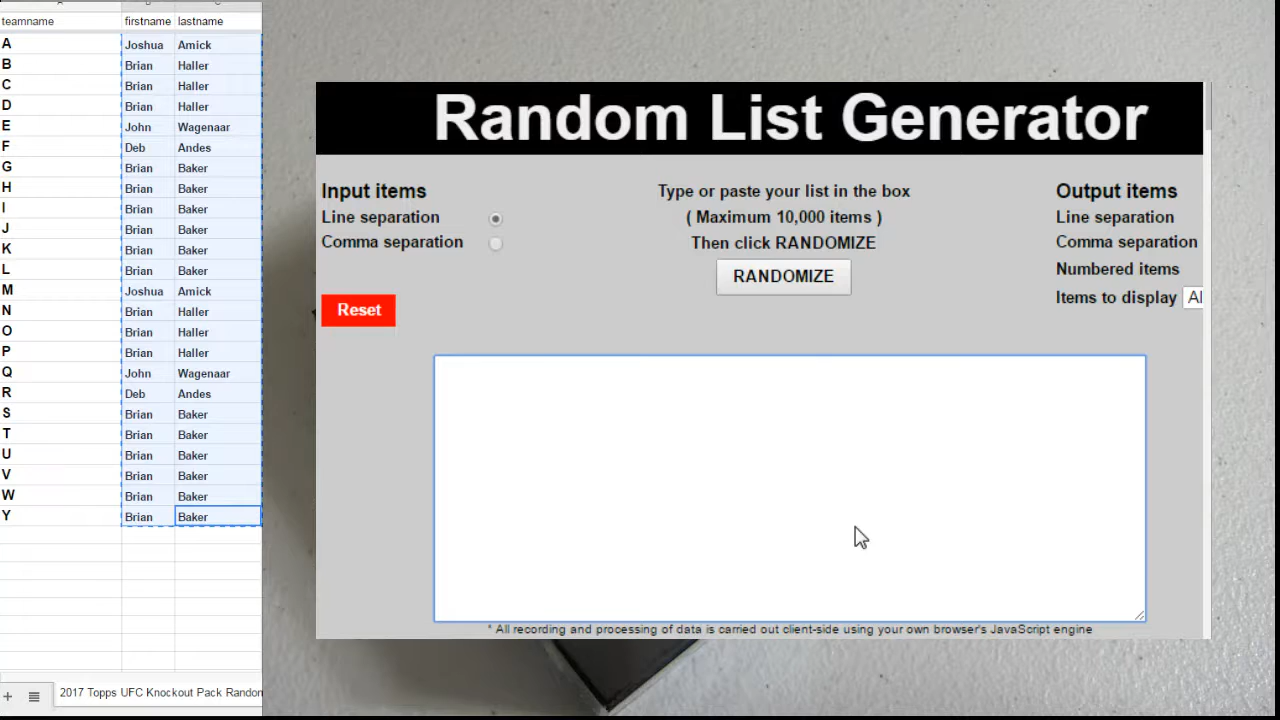 teamname firstname lastname
A Joshua Amick
B Brian Haller
C Brian Haller
D Brian Haller
E John Wagenaar
F Deb Andes
G Brian Baker
H Brian Baker
I Brian Baker
J Brian Baker
K Brian Baker
L Brian Baker
M Joshua Amick
N Brian Haller
O Brian Haller
P Brian Haller
Q John Wagenaar
R Deb Andes
S Brian Baker
T Brian Baker
U Brian Baker
V Brian Baker
W Brian Baker
Y Brian Baker
2017 Topps UFC Knockout Pack Random
Random List Generator
Input items
Line separation
Comma separation
Reset
Type or paste your list in the box
( Maximum 10,000 items )
Then click RANDOMIZE
RANDOMIZE
Output items
Line separation
Comma separation
Numbered items
Items to display Al
* All recording and processing of data is carried out client-side using your own browser's JavaScript engine